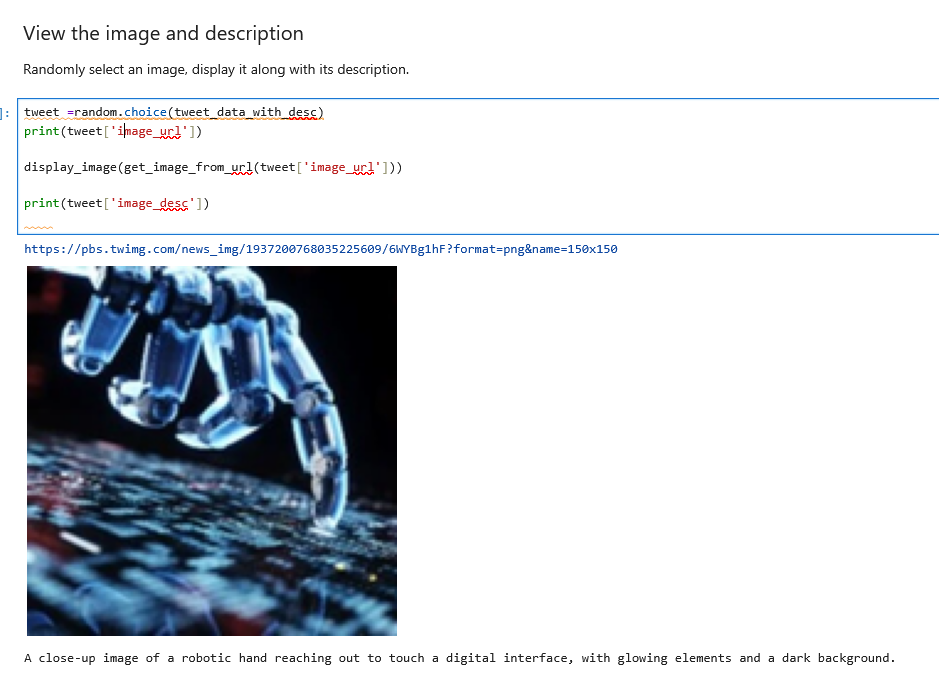 View the image and description
Randomly select an image, display it along with its description.
]:
tweet =random.choice(tweet_data_with_desc)
print(tweet['image_url'])
display_image(get_image_from_url(tweet['image_url']))
print(tweet['image_desc'])
https://pbs.twimg.com/news_img/1937200768035225609/6WYBg1hF?format=png&name=150x150
A close-up image of a robotic hand reaching out to touch a digital interface, with glowing elements and a dark background.